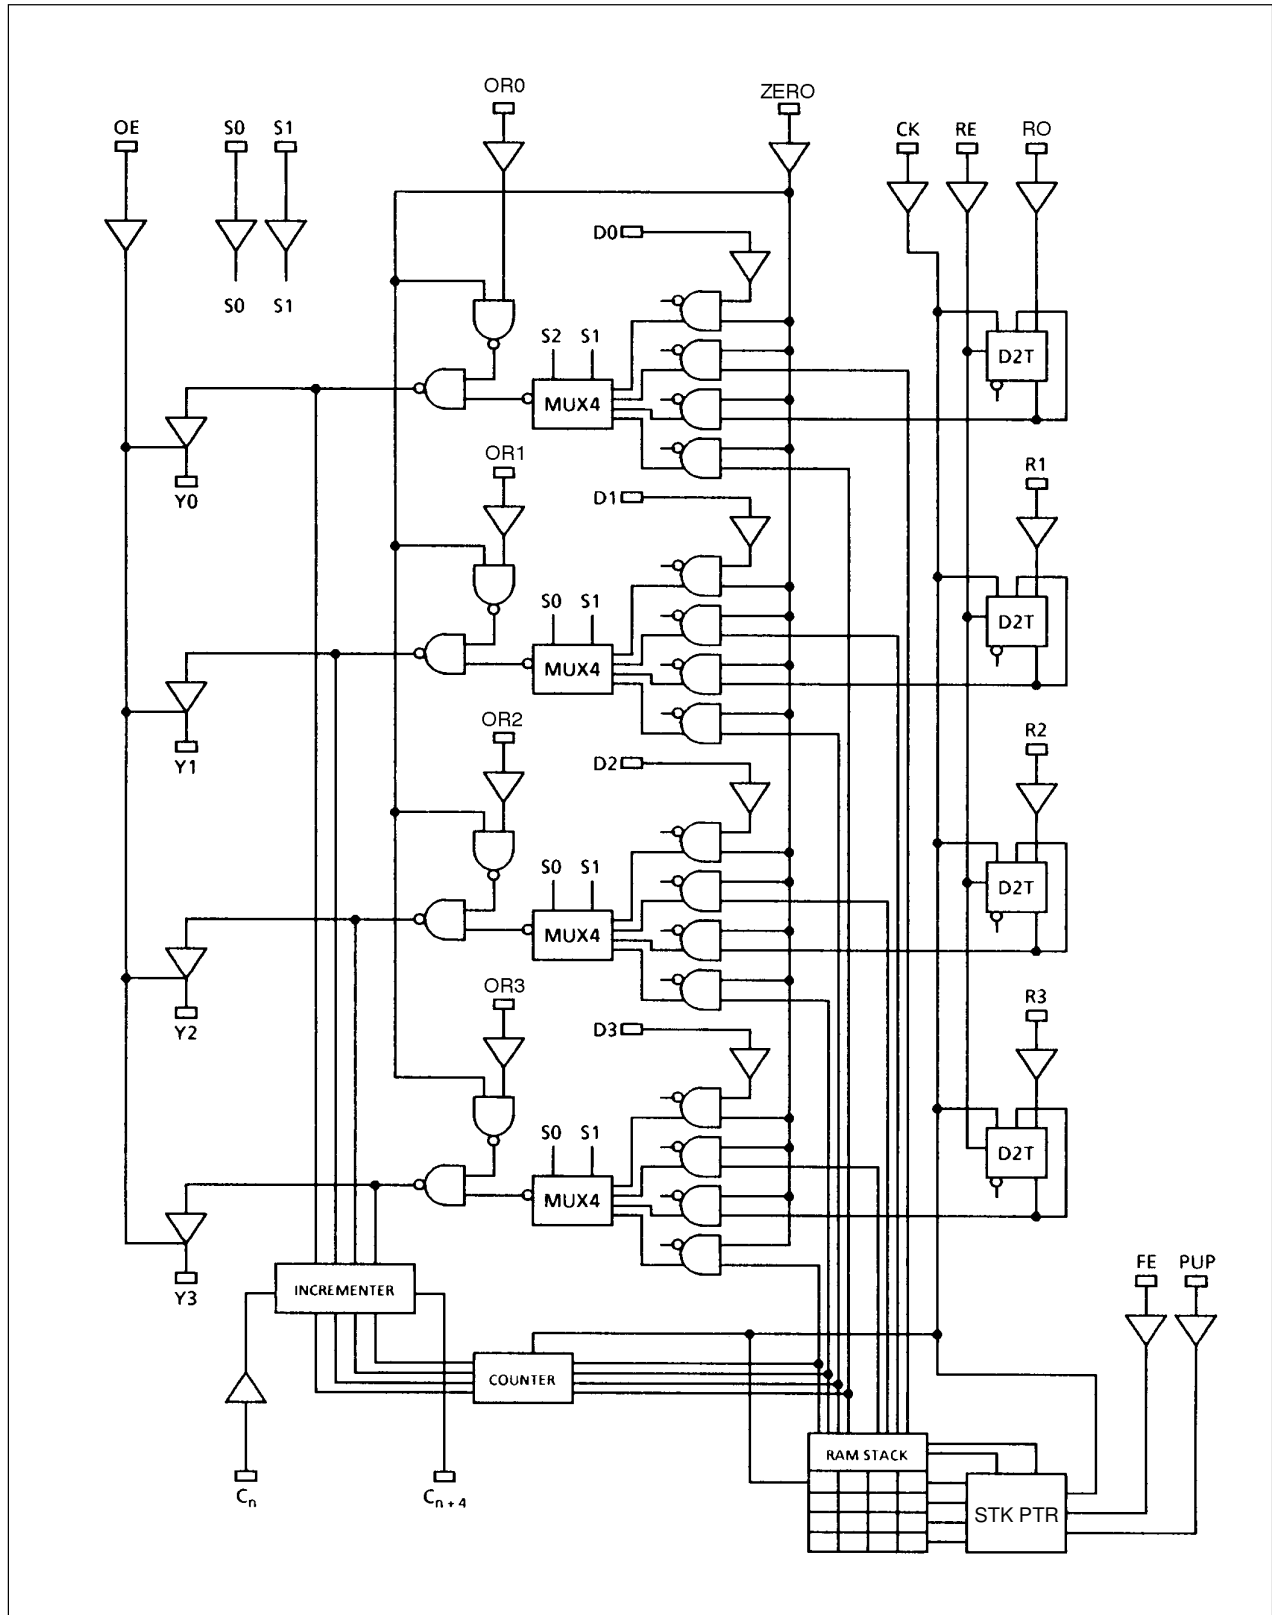 OR0
ZERO
OE
S0
S1
CK
RE
RO
D0
S0
S1
S2
S1
D2T
MUX4
Y0
OR1
R1
D1
S0
S1
D2T
MUX4
Y1
OR2
R2
D2
S0
S1
D2T
MUX4
Y2
OR3
R3
D3
S0
S1
D2T
MUX4
Y3
FE
PUP
INCREMENTER
COUNTER
RAM STACK
Cn
Cn+4
STK PTR